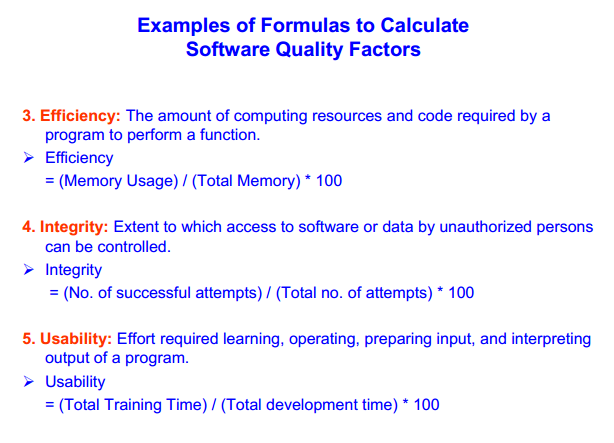 Examples of Formulas to Calculate
Software Quality Factors
3. Efficiency: The amount of computing resources and code required by a
program to perform a function.
➢ Efficiency
= (Memory Usage) / (Total Memory) * 100
4. Integrity: Extent to which access to software or data by unauthorized persons
can be controlled.
➢ Integrity
= (No. of successful attempts) / (Total no. of attempts) * 100
5. Usability: Effort required learning, operating, preparing input, and interpreting
output of a program.
➢ Usability
= (Total Training Time) / (Total development time) * 100